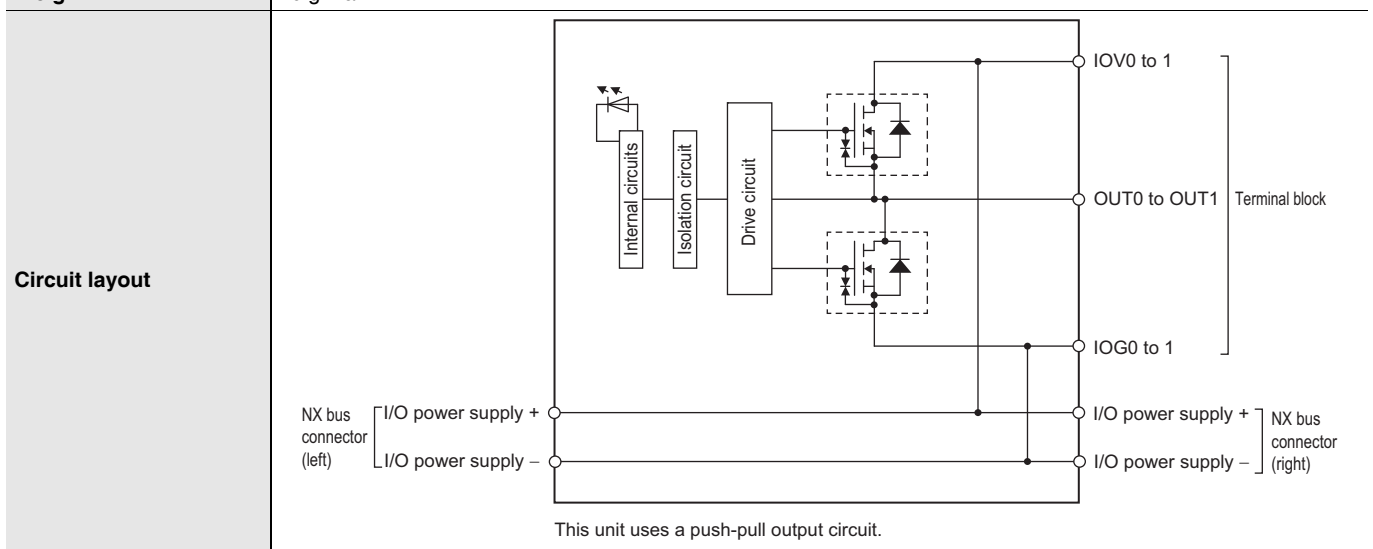 Circuit layout
IOV0 to 1
Internal circuits
Isolation circuit
Drive circuit
OUT0 to OUT1
Terminal block
IOG0 to 1
NX bus
connector
(left)
I/O power supply +
I/O power supply –
I/O power supply +
I/O power supply –
NX bus
connector
(right)
This unit uses a push-pull output circuit.